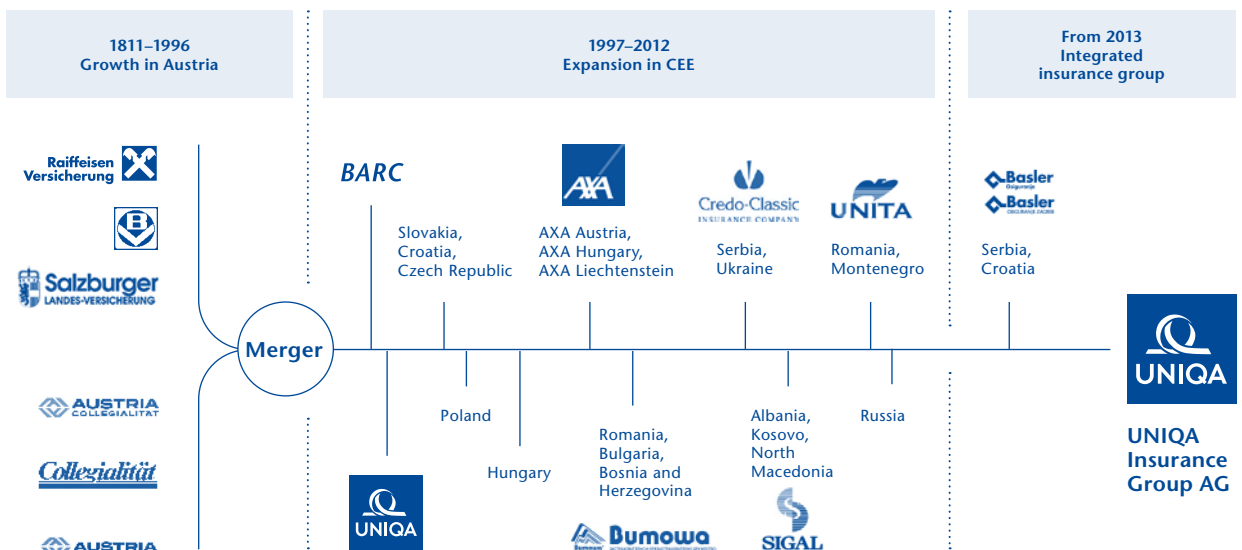 1811–1996
Growth in Austria
1997–2012
Expansion in CEE
From 2013
Integrated
insurance group
Raiffeisen
Versicherung
Salzburger
LANDES-VERSICHERUNG
AUSTRIA
COLLEGIALITÄT
Collegialität
AUSTRIA
Merger
BARC
Slovakia,
Croatia,
Czech Republic
AXA
AXA Austria,
AXA Hungary,
AXA Liechtenstein
Credo-Classic
INSURANCE COMPANY
Serbia,
Ukraine
UNITA
Romania,
Montenegro
Basler
Osiguranje
Basler
OSIGURANJE ZAGREB
Serbia,
Croatia
UNIQA
Poland
Hungary
Romania,
Bulgaria,
Bosnia and
Herzegovina
Bumowa
Albania,
Kosovo,
North
Macedonia
SIGAL
Russia
UNIQA
UNIQA
Insurance
Group AG